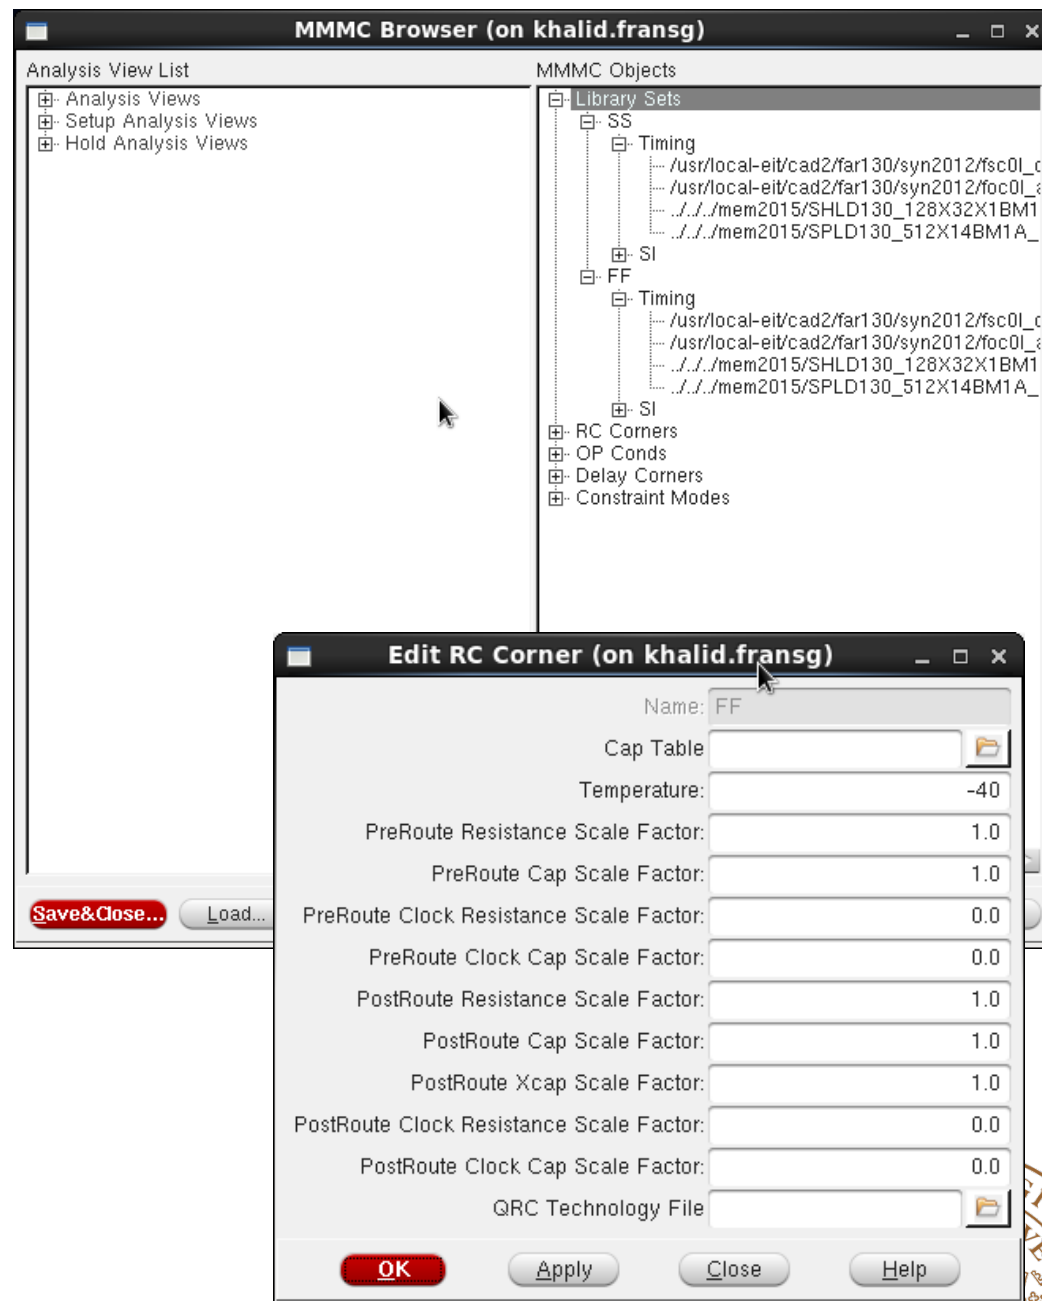 MMMC Browser (on khalid.fransg)
Analysis View List
Analysis Views
Setup Analysis Views
Hold Analysis Views
MMMC Objects
Library Sets
SS
Timing
/usr/local-eit/cad2/far130/syn2012/fsc0l_
/usr/local-eit/cad2/far130/syn2012/foc0l_
../../../mem2015/SHLD130_128X32X1BM1
../../../mem2015/SPLD130_512X14BM1A_
SI
FF
Timing
/usr/local-eit/cad2/far130/syn2012/fsc0l_
/usr/local-eit/cad2/far130/syn2012/foc0l_
../../../mem2015/SHLD130_128X32X1BM1
../../../mem2015/SPLD130_512X14BM1A_
SI
RC Corners
OP Conds
Delay Corners
Constraint Modes
Save&Close...
Load...
Edit RC Corner (on khalid.fransg)
Name: FF
Cap Table
Temperature: -40
PreRoute Resistance Scale Factor: 1.0
PreRoute Cap Scale Factor: 1.0
PreRoute Clock Resistance Scale Factor: 0.0
PreRoute Clock Cap Scale Factor: 0.0
PostRoute Resistance Scale Factor: 1.0
PostRoute Cap Scale Factor: 1.0
PostRoute Xcap Scale Factor: 1.0
PostRoute Clock Resistance Scale Factor: 0.0
PostRoute Clock Cap Scale Factor: 0.0
QRC Technology File
OK
Apply
Close
Help